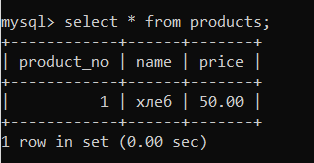 mysql> select * from products;
+------------+------+-------+
| product_no | name | price |
+------------+------+-------+
|          1 | хлеб | 50.00 |
+------------+------+-------+
1 row in set (0.00 sec)